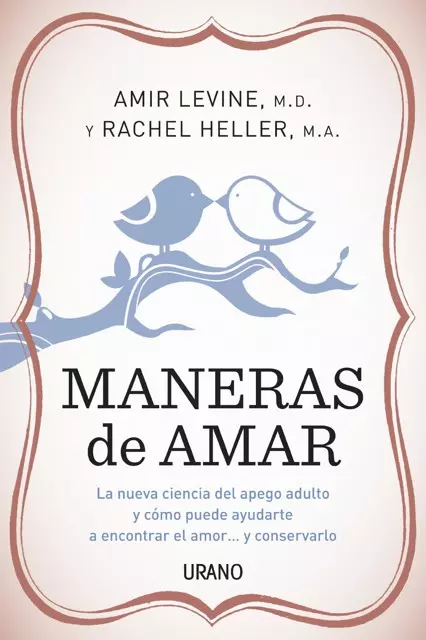 AMIR LEVINE, M.D.
Y RACHEL HELLER, M.A.
MANERAS
de AMAR
La nueva ciencia del apego adulto
y cómo puede ayudarte
a encontrar el amor... y conservarlo
URANO